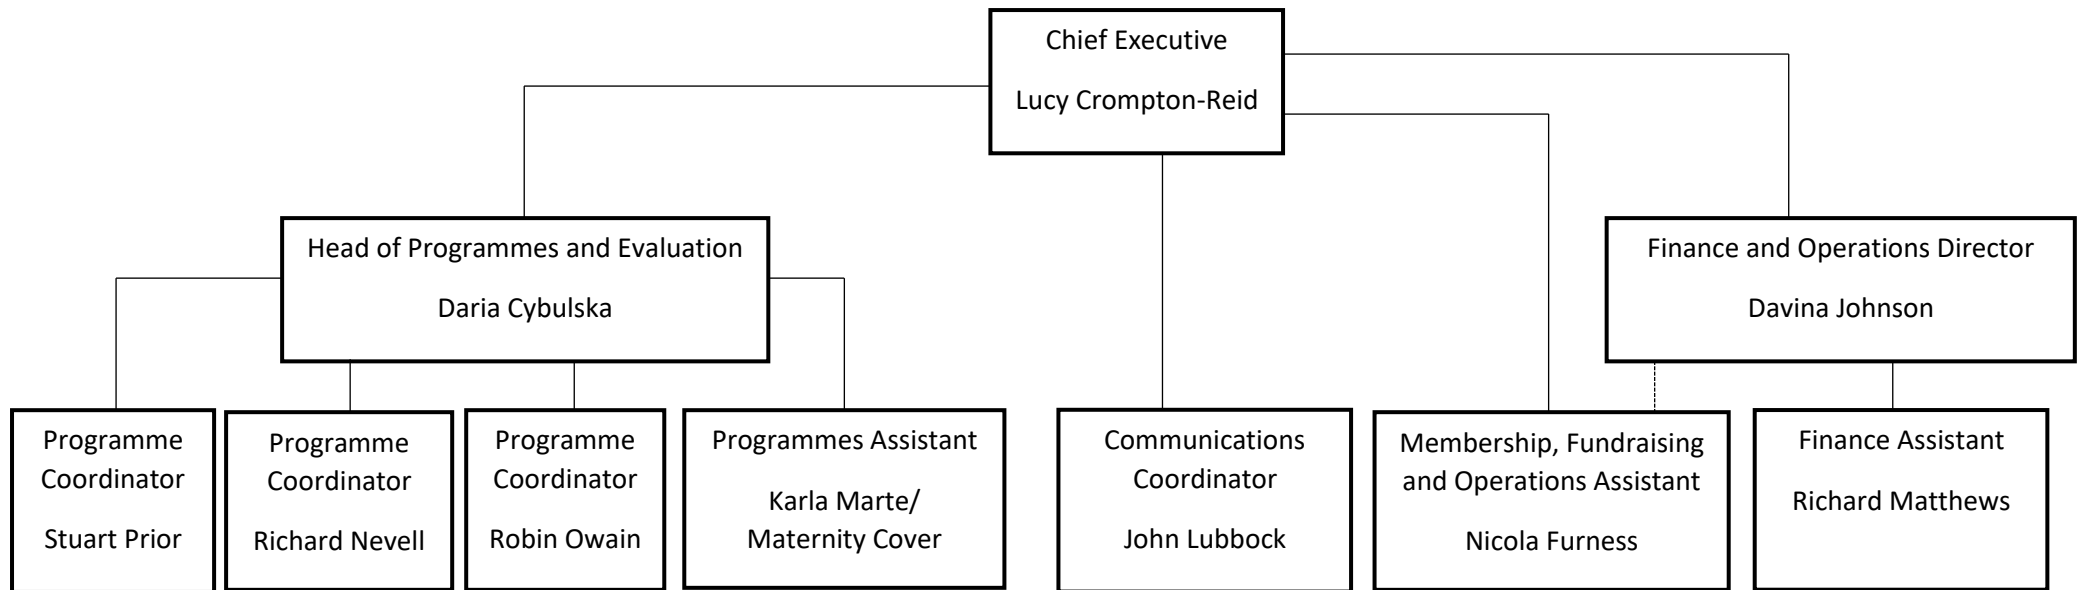 Chief Executive
Lucy Crompton-Reid
Head of Programmes and Evaluation
Daria Cybulska
Finance and Operations Director
Davina Johnson
Programme
Coordinator
Stuart Prior
Programme
Coordinator
Richard Nevell
Programme
Coordinator
Robin Owain
Programmes Assistant
Karla Marte/
Maternity Cover
Communications
Coordinator
John Lubbock
Membership, Fundraising
and Operations Assistant
Nicola Furness
Finance Assistant
Richard Matthews